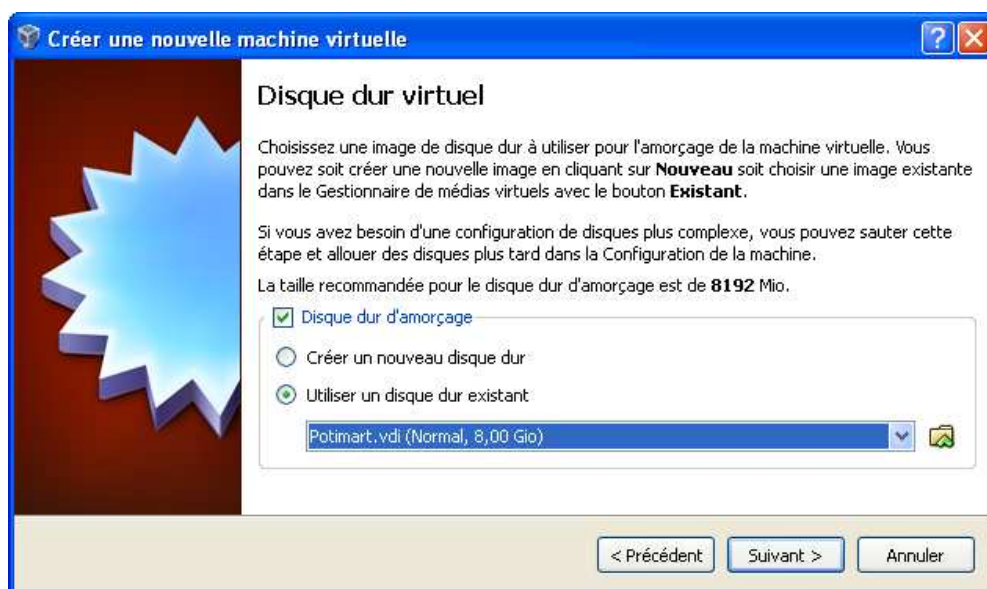 Créer une nouvelle machine virtuelle
Disque dur virtuel
Choisissez une image de disque dur à utiliser pour l'amorçage de la machine virtuelle. Vous
pouvez soit créer une nouvelle image en cliquant sur Nouveau soit choisir une image existante
dans le Gestionnaire de médias virtuels avec le bouton Existant.
Si vous avez besoin d'une configuration de disques plus complexe, vous pouvez sauter cette
étape et allouer des disques plus tard dans la Configuration de la machine.
La taille recommandée pour le disque dur d'amorçage est de 8192 Mio.
Disque dur d'amorçage
Créer un nouveau disque dur
Utiliser un disque dur existant
Potimart.vdi (Normal, 8,00 Gio)
< Précédent
Suivant >
Annuler